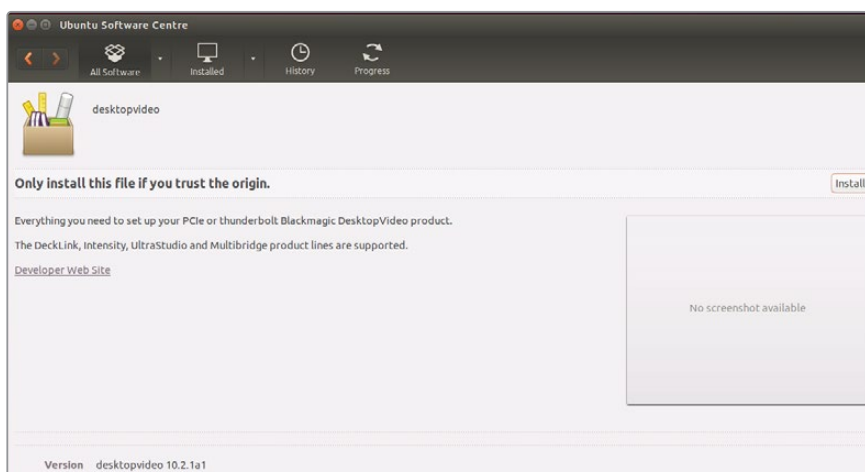 Ubuntu Software Centre
All Software
Installed
History
Progress
desktopvideo
Only install this file if you trust the origin.
Install
Everything you need to set up your PCIe or thunderbolt Blackmagic DesktopVideo product.
The DeckLink, Intensity, UltraStudio and Multibridge product lines are supported.
Developer Web Site
No screenshot available
Version desktopvideo 10.2.1a1